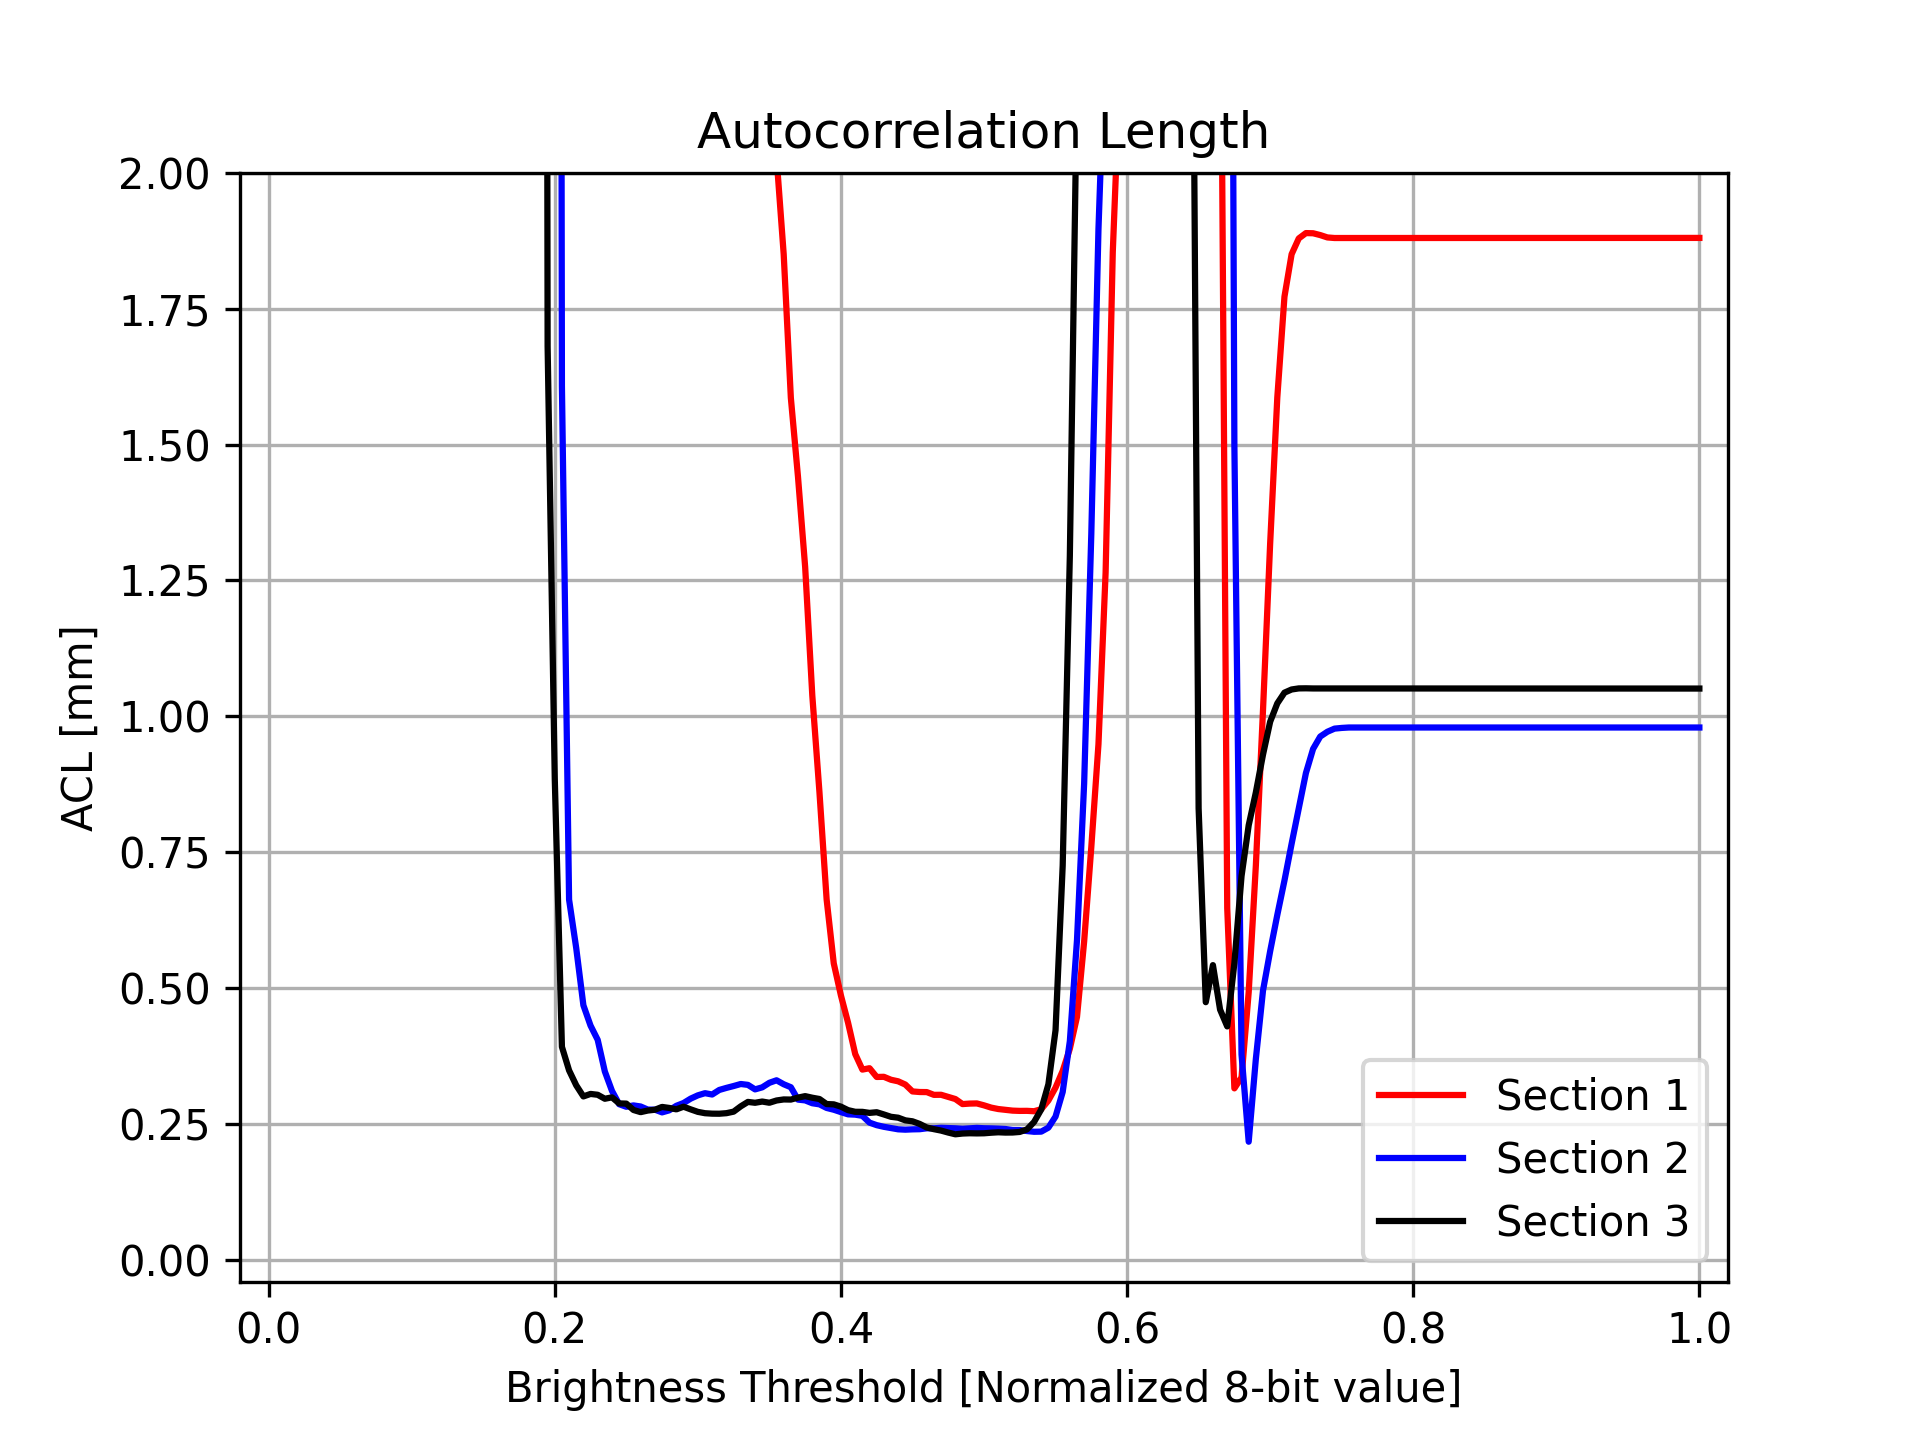 Autocorrelation Length
2.00
1.75
1.50
1.25
1.00
0.75
0.50
0.25
0.00
ACL [mm]
0.0 0.2 0.4 0.6 0.8 1.0
Brightness Threshold [Normalized 8-bit value]
Section 1
Section 2
Section 3